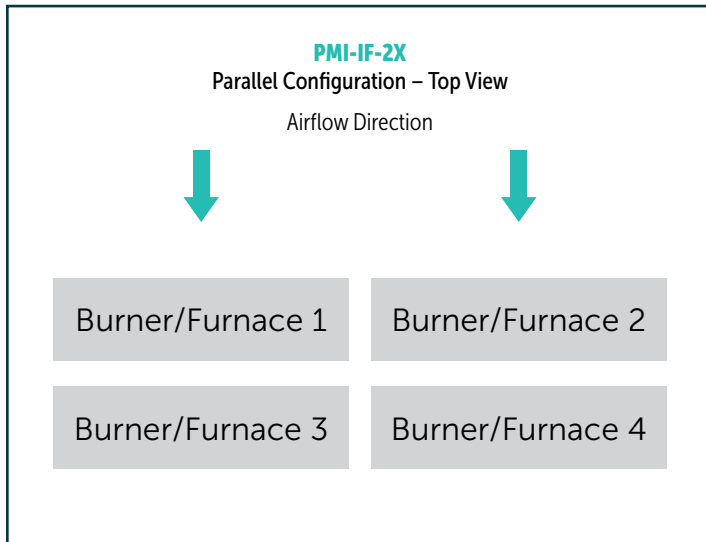 PMI-IF-2X
Parallel Configuration – Top View
Airflow Direction
Burner/Furnace 1
Burner/Furnace 2
Burner/Furnace 3
Burner/Furnace 4